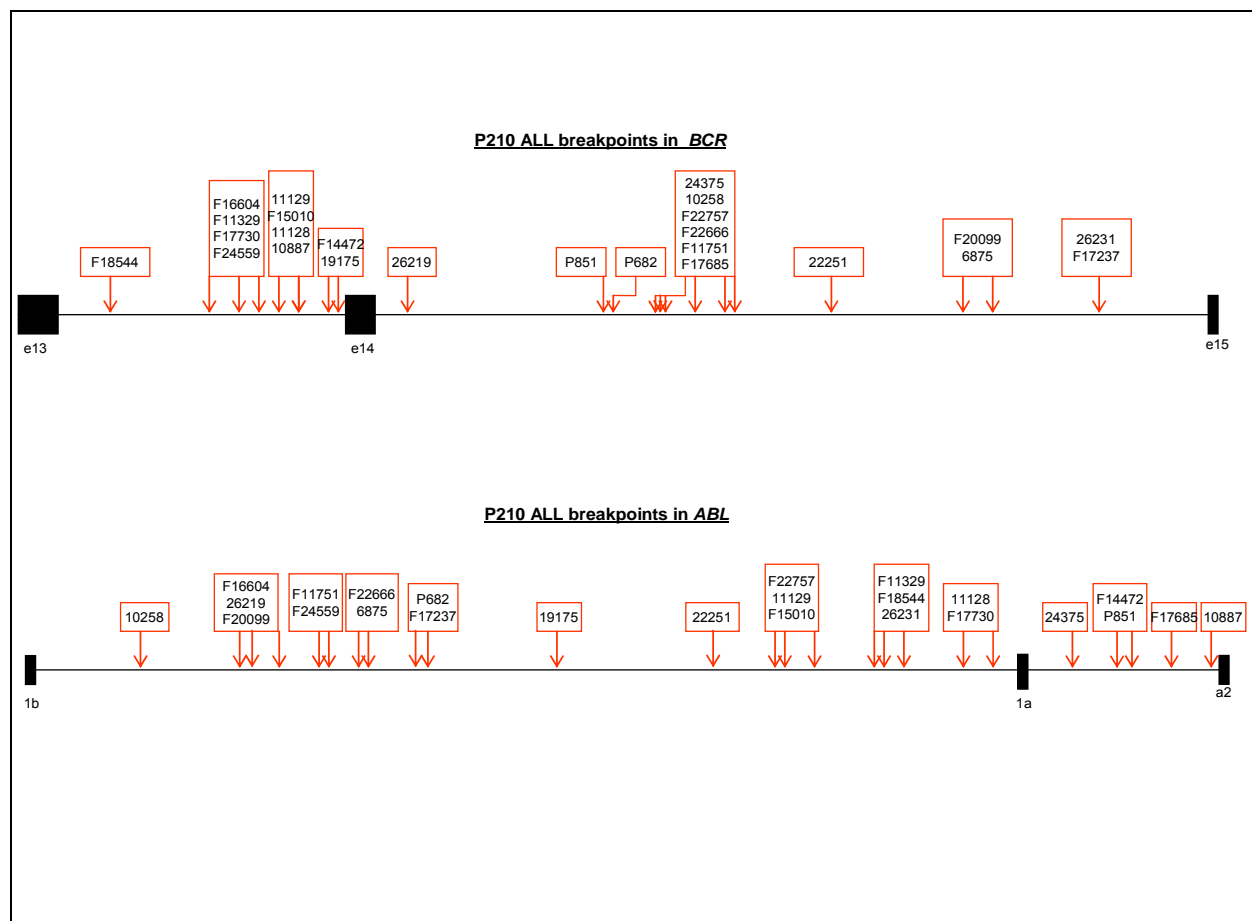 P210 ALL breakpoints in BCR
F18544
F16604
F11329
F17730
F24559
11129
F15010
11128
10887
F14472
19175
26219
P851
P682
24375
10258
F22757
F22666
F11751
F17685
22251
F20099
6875
26231
F17237
e13
e14
e15
P210 ALL breakpoints in ABL
10258
F16604
26219
F20099
F11751
F24559
F22666
6875
P682
F17237
19175
22251
F22757
11129
F15010
F11329
F18544
26231
11128
F17730
24375
F14472
P851
F17685
10887
1b
1a
a2